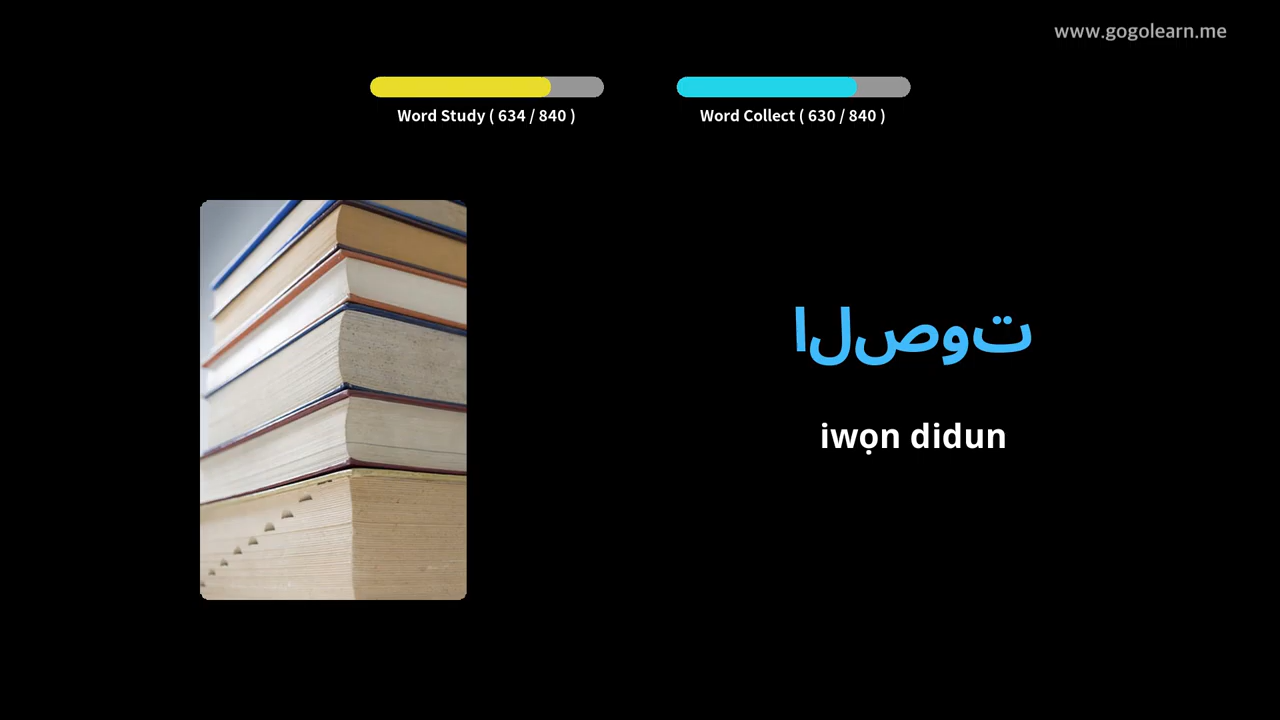 www.gogolearn.me
Word Study ( 634 / 840 )
Word Collect ( 630 / 840 )
الصوت
iwọn didun